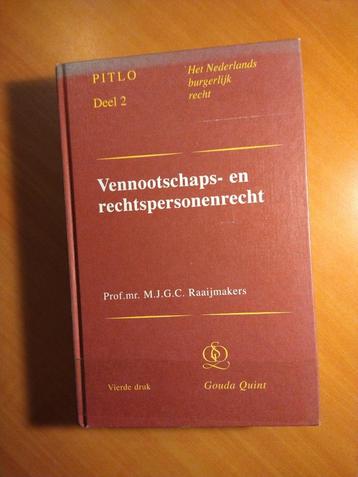 PITLO
Deel 2
Het Nederlands
burgerlijk
recht
Vennootschaps- en
rechtspersonenrecht
Prof.mr. M.J.G.C. Raaijmakers
Vierde druk
Gouda Quint